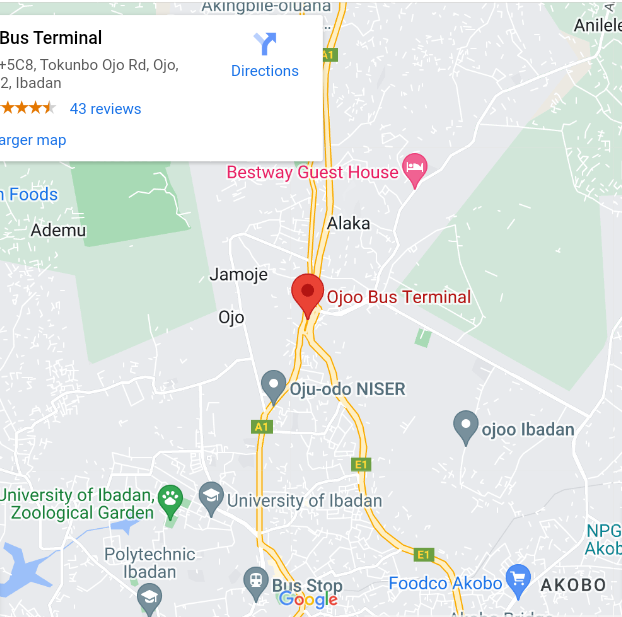 Akingbile-oluana
..
Anilele
Bus Terminal
+5C8, Tokunbo Ojo Rd, Ojo,
2, Ibadan
43 reviews
arger map
Directions
A1
Bestway Guest House
n Foods
Ademu
Alaka
Jamoje
Ojoo Bus Terminal
Ojo
Oju-odo NISER
A1
ojoo Ibadan
E1
University of Ibadan,
Zoological Garden
University of Ibadan
NPG
Akob
Polytechnic
Ibadan
E1
Bus Stop
Foodco Akobo
AKOBO
Google